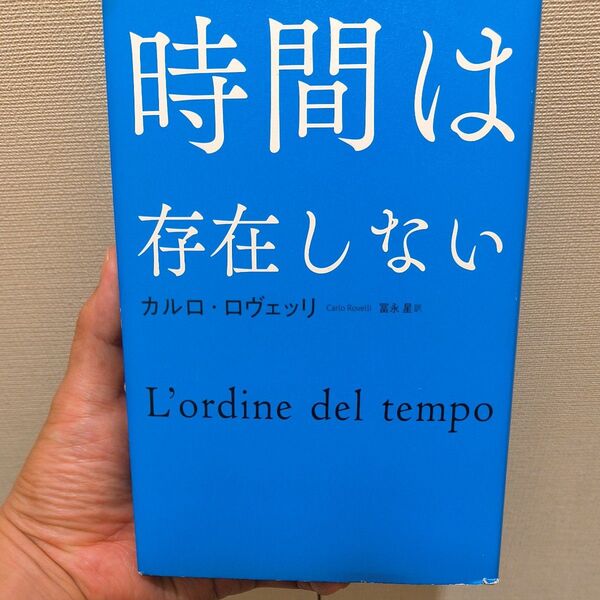 時間は
存在しない
カルロ・ロヴェッリ Carlo Rovelli 冨永 星 訳
L'ordine del tempo